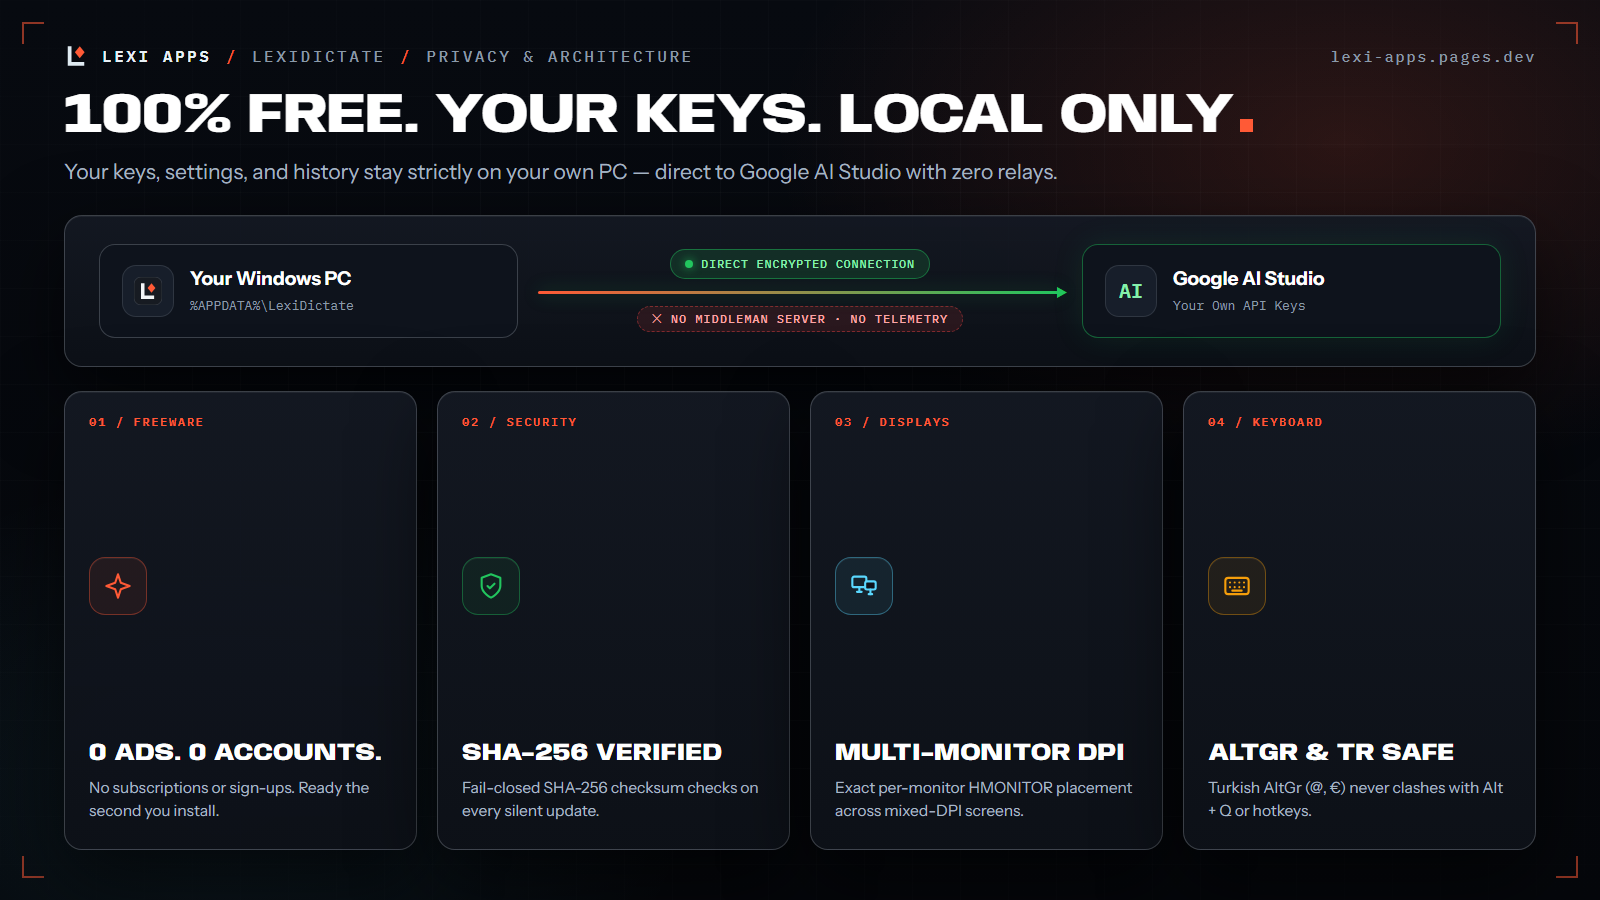 LEXI APPS / LEXIDICTATE / PRIVACY & ARCHITECTURE
lexi-apps.pages.dev
100% FREE. YOUR KEYS. LOCAL ONLY.
Your keys, settings, and history stay strictly on your own PC — direct to Google AI Studio with zero relays.
Your Windows PC
%APPDATA%\LexiDictate
DIRECT ENCRYPTED CONNECTION
NO MIDDLEMAN SERVER · NO TELEMETRY
AI
Google AI Studio
Your Own API Keys
01 / FREEWARE
0 ADS. 0 ACCOUNTS.
No subscriptions or sign-ups. Ready the
second you install.
02 / SECURITY
SHA-256 VERIFIED
Fail-closed SHA-256 checksum checks on
every silent update.
03 / DISPLAYS
MULTI-MONITOR DPI
Exact per-monitor HMONITOR placement
across mixed-DPI screens.
04 / KEYBOARD
ALTGR & TR SAFE
Turkish AltGr (@, €) never clashes with Alt
+ Q or hotkeys.